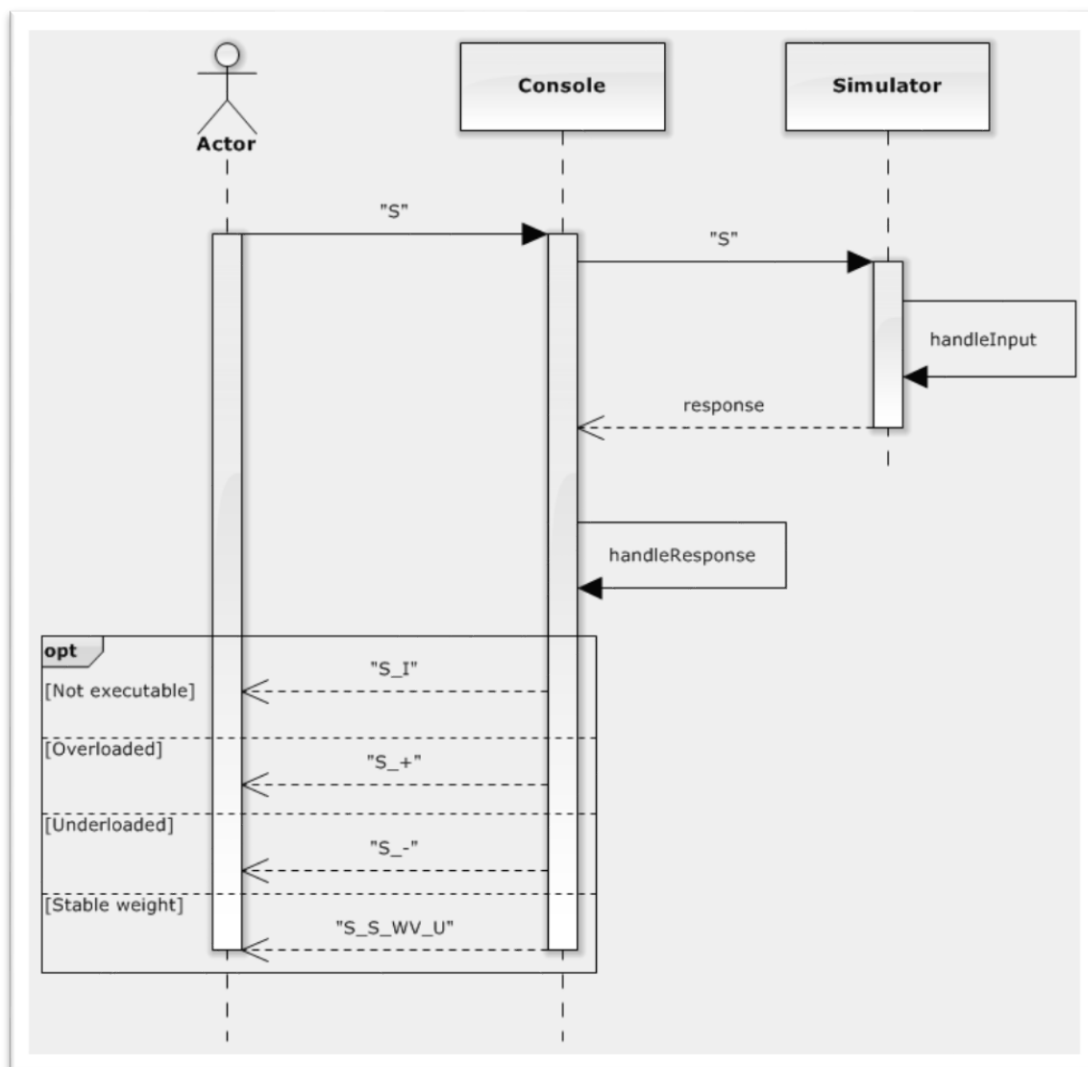 Actor
Console
Simulator
"S"
"S"
handleInput
response
handleResponse
opt
"S_I"
[Not executable]
[Overloaded]
"S_+"
[Underloaded]
"S_-"
[Stable weight]
"S_S_WV_U"